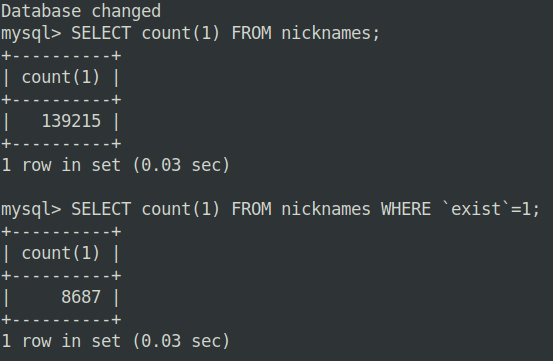 Database changed
mysql> SELECT count(1) FROM nicknames;
+----------+
| count(1) |
+----------+
|   139215 |
+----------+
1 row in set (0.03 sec)

mysql> SELECT count(1) FROM nicknames WHERE `exist`=1;
+----------+
| count(1) |
+----------+
|     8687 |
+----------+
1 row in set (0.03 sec)